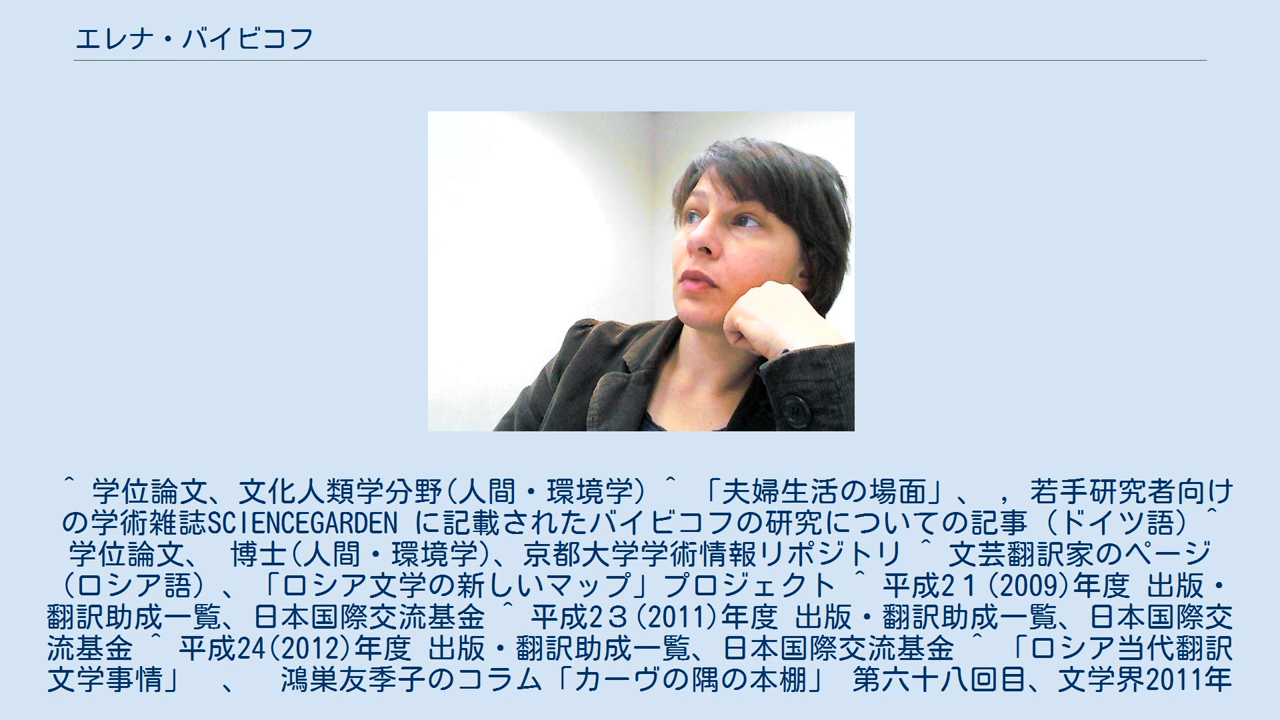 エレナ・バイビコフ
^ 学位論文、文化人類学分野(人間・環境学) ^ 「夫婦生活の場面」、 , 若手研究者向け
の学術雑誌SCIENCEGARDEN に記載されたバイビコフの研究についての記事 (ドイツ語) ^
学位論文、 博士(人間・環境学)、京都大学学術情報リポジトリ ^ 文芸翻訳家のページ
(ロシア語) 、「ロシア文学の新しいマップ」プロジェクト ^ 平成2１(2009)年度 出版・
翻訳助成一覧、日本国際交流基金 ^ 平成2３(2011)年度 出版・翻訳助成一覧、日本国際交
流基金 ^ 平成24(2012)年度 出版・翻訳助成一覧、日本国際交流基金 ^ 「ロシア当代翻訳
文学事情」 、 鴻巣友季子のコラム「カーヴの隅の本棚」 第六十八回目、文学界2011年